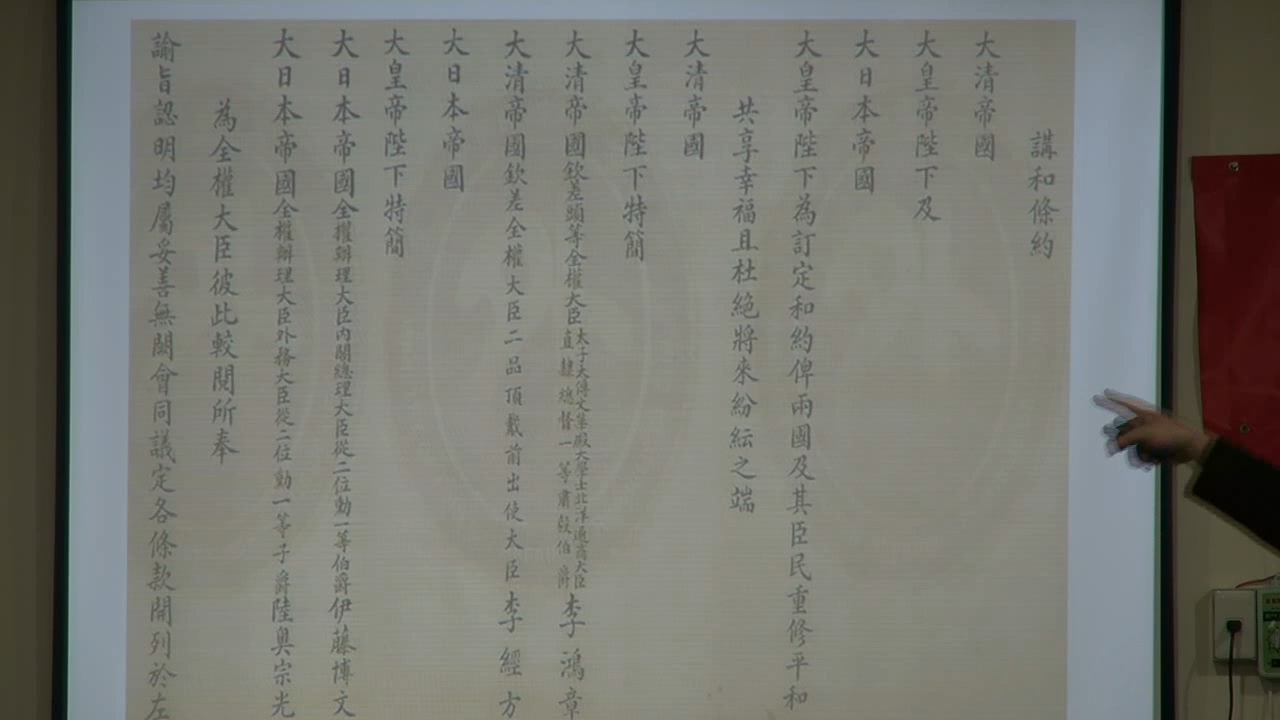 講和條約
大清帝國
大皇帝陛下及
大日本帝國
大皇帝陛下為訂定和約俾兩國及其臣民重修平和
共享幸福且杜絕將來紛紜之端
大清帝國
大皇帝陛下特簡
大清帝國欽差頭等全權大臣太子太傅文華殿大學士北洋通商大臣直隸總督一等肅毅伯爵李鴻章
大清帝國欽差全權大臣二品頂戴前出使大臣李經方
大日本帝國
大皇帝陛下特簡
大日本帝國全權辦理大臣內閣總理大臣從二位勳一等伯爵伊藤博文
大日本帝國全權辦理大臣外務大臣從二位勳一等子爵陸奧宗光
為全權大臣彼此較閱所奉
諭旨認明均屬妥善無闕會同議定各條款開列於左